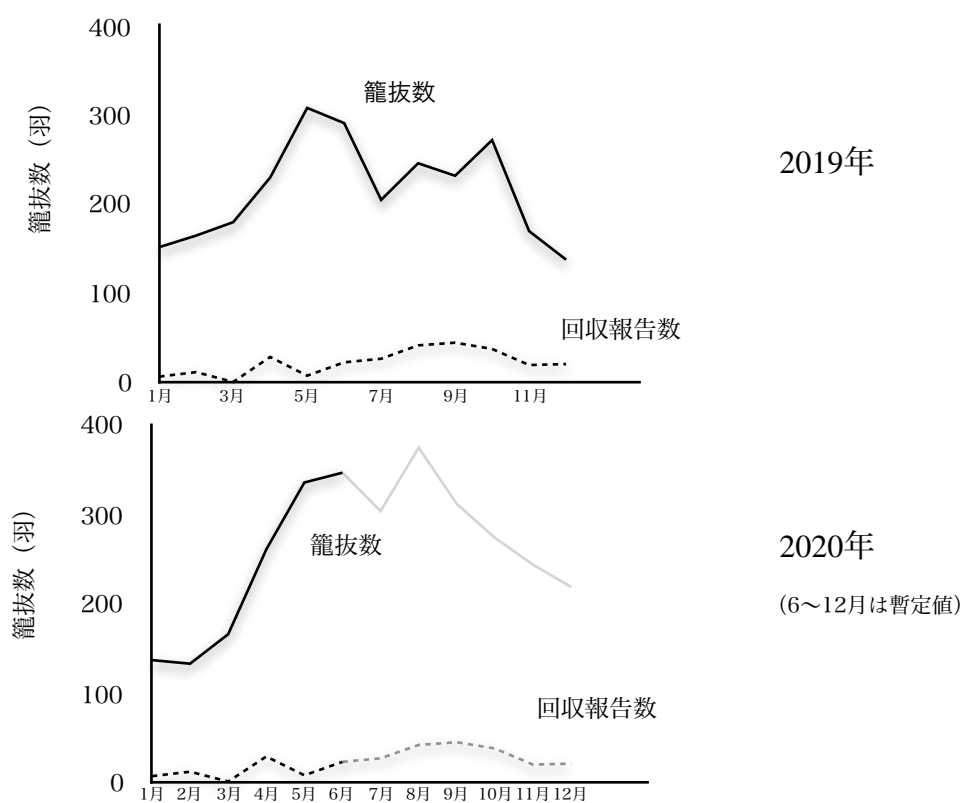 400
300
200
100
0
籠抜数（羽）
籠抜数
回収報告数
2019年
1月 3月 5月 7月 9月 11月
400
300
200
100
0
籠抜数（羽）
籠抜数
回収報告数
2020年
（6〜12月は暫定値）
1月 2月 3月 4月 5月 6月 7月 8月 9月 10月 11月 12月